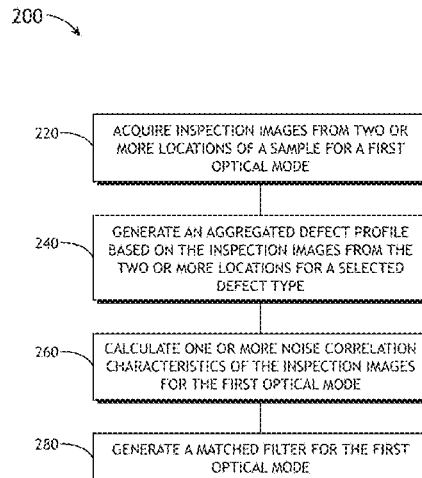 200
220
ACQUIRE INSPECTION IMAGES FROM TWO OR
MORE LOCATIONS OF A SAMPLE FOR A FIRST
OPTICAL MODE
240
GENERATE AN AGGREGATED DEFECT PROFILE
BASED ON THE INSPECTION IMAGES FROM THE
TWO OR MORE LOCATIONS FOR A SELECTED
DEFECT TYPE
260
CALCULATE ONE OR MORE NOISE CORRELATION
CHARACTERISTICS OF THE INSPECTION IMAGES
FOR THE FIRST OPTICAL MODE
280
GENERATE A MATCHED FILTER FOR THE FIRST
OPTICAL MODE